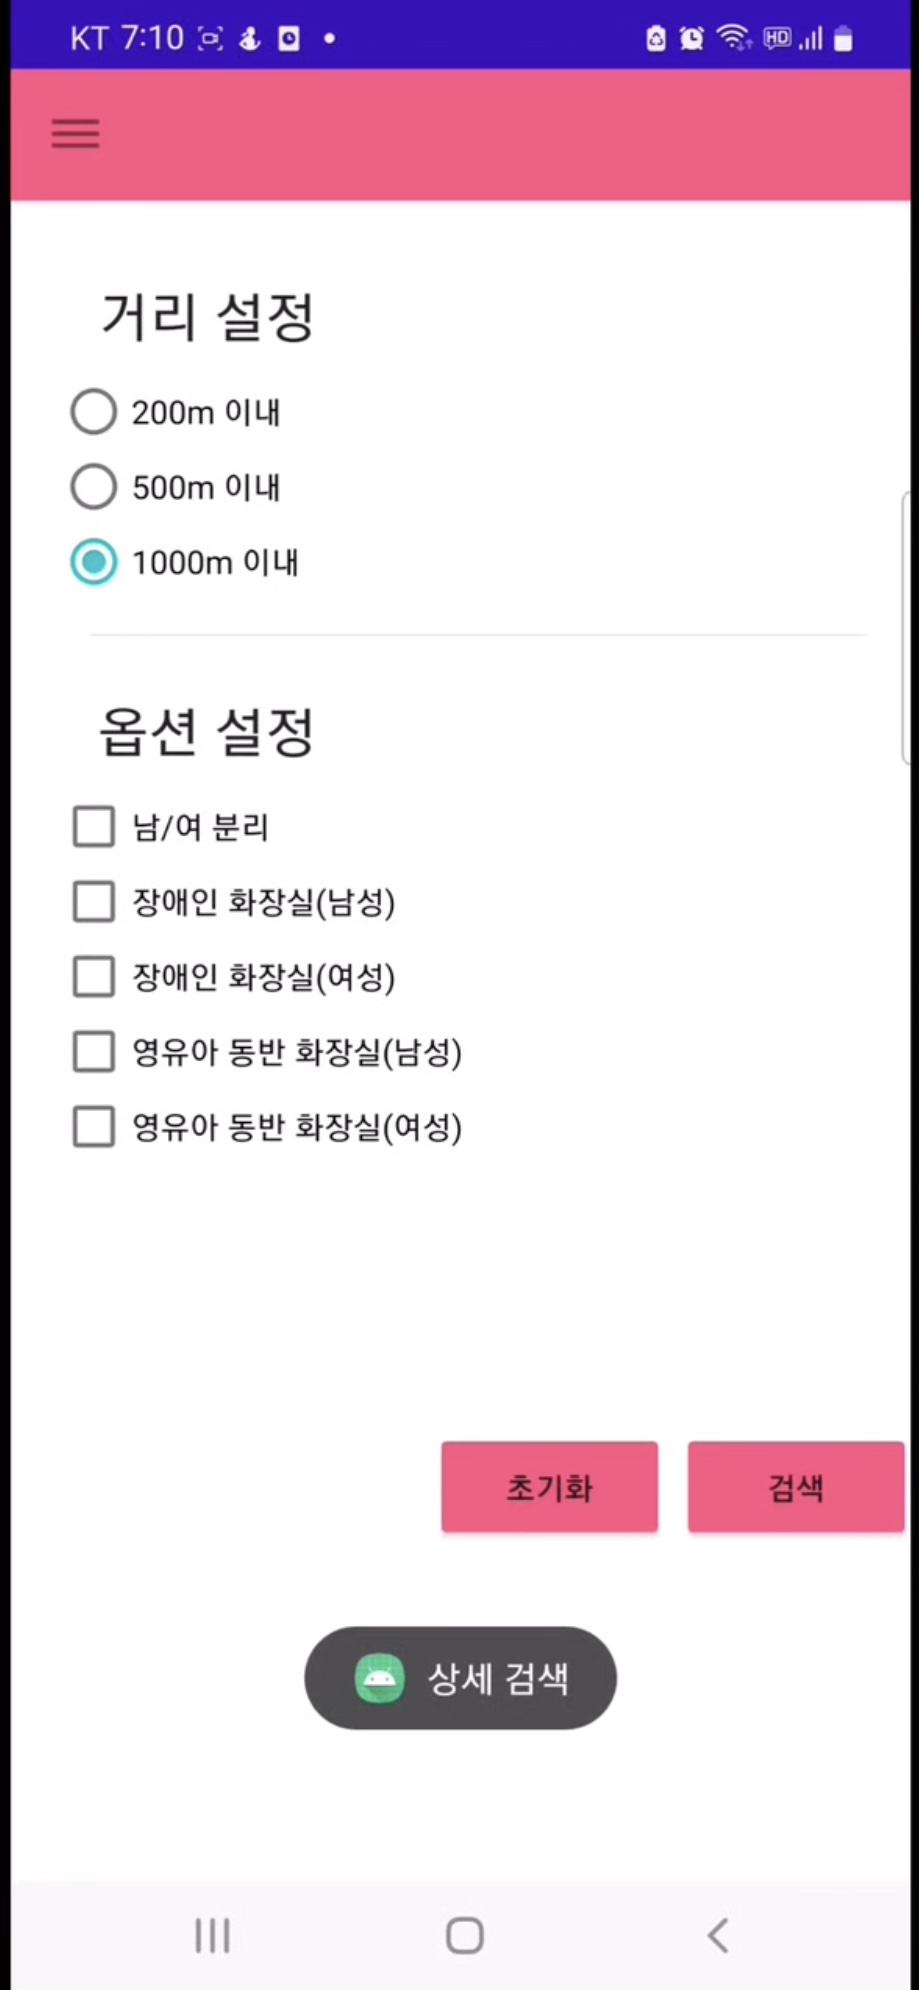 KT 7:10
HD
거리 설정
200m 이내
500m 이내
1000m 이내
옵션 설정
남/여 분리
장애인 화장실(남성)
장애인 화장실(여성)
영유아 동반 화장실(남성)
영유아 동반 화장실(여성)
초기화 검색
상세 검색